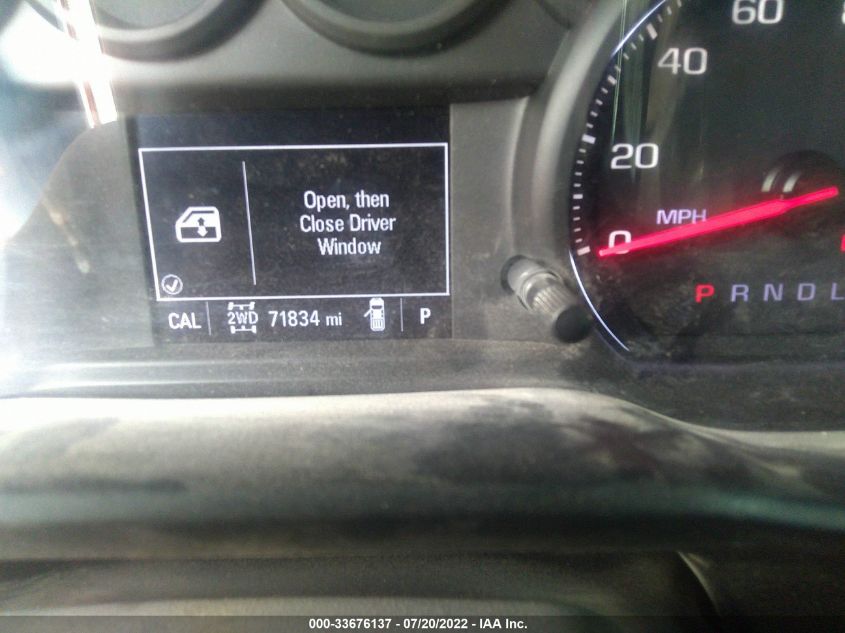 60
40
20
0
MPH
P R N D L
Open, then
Close Driver
Window
CAL 2WD 71834 mi P
000-33676137 - 07/20/2022 - IAA Inc.